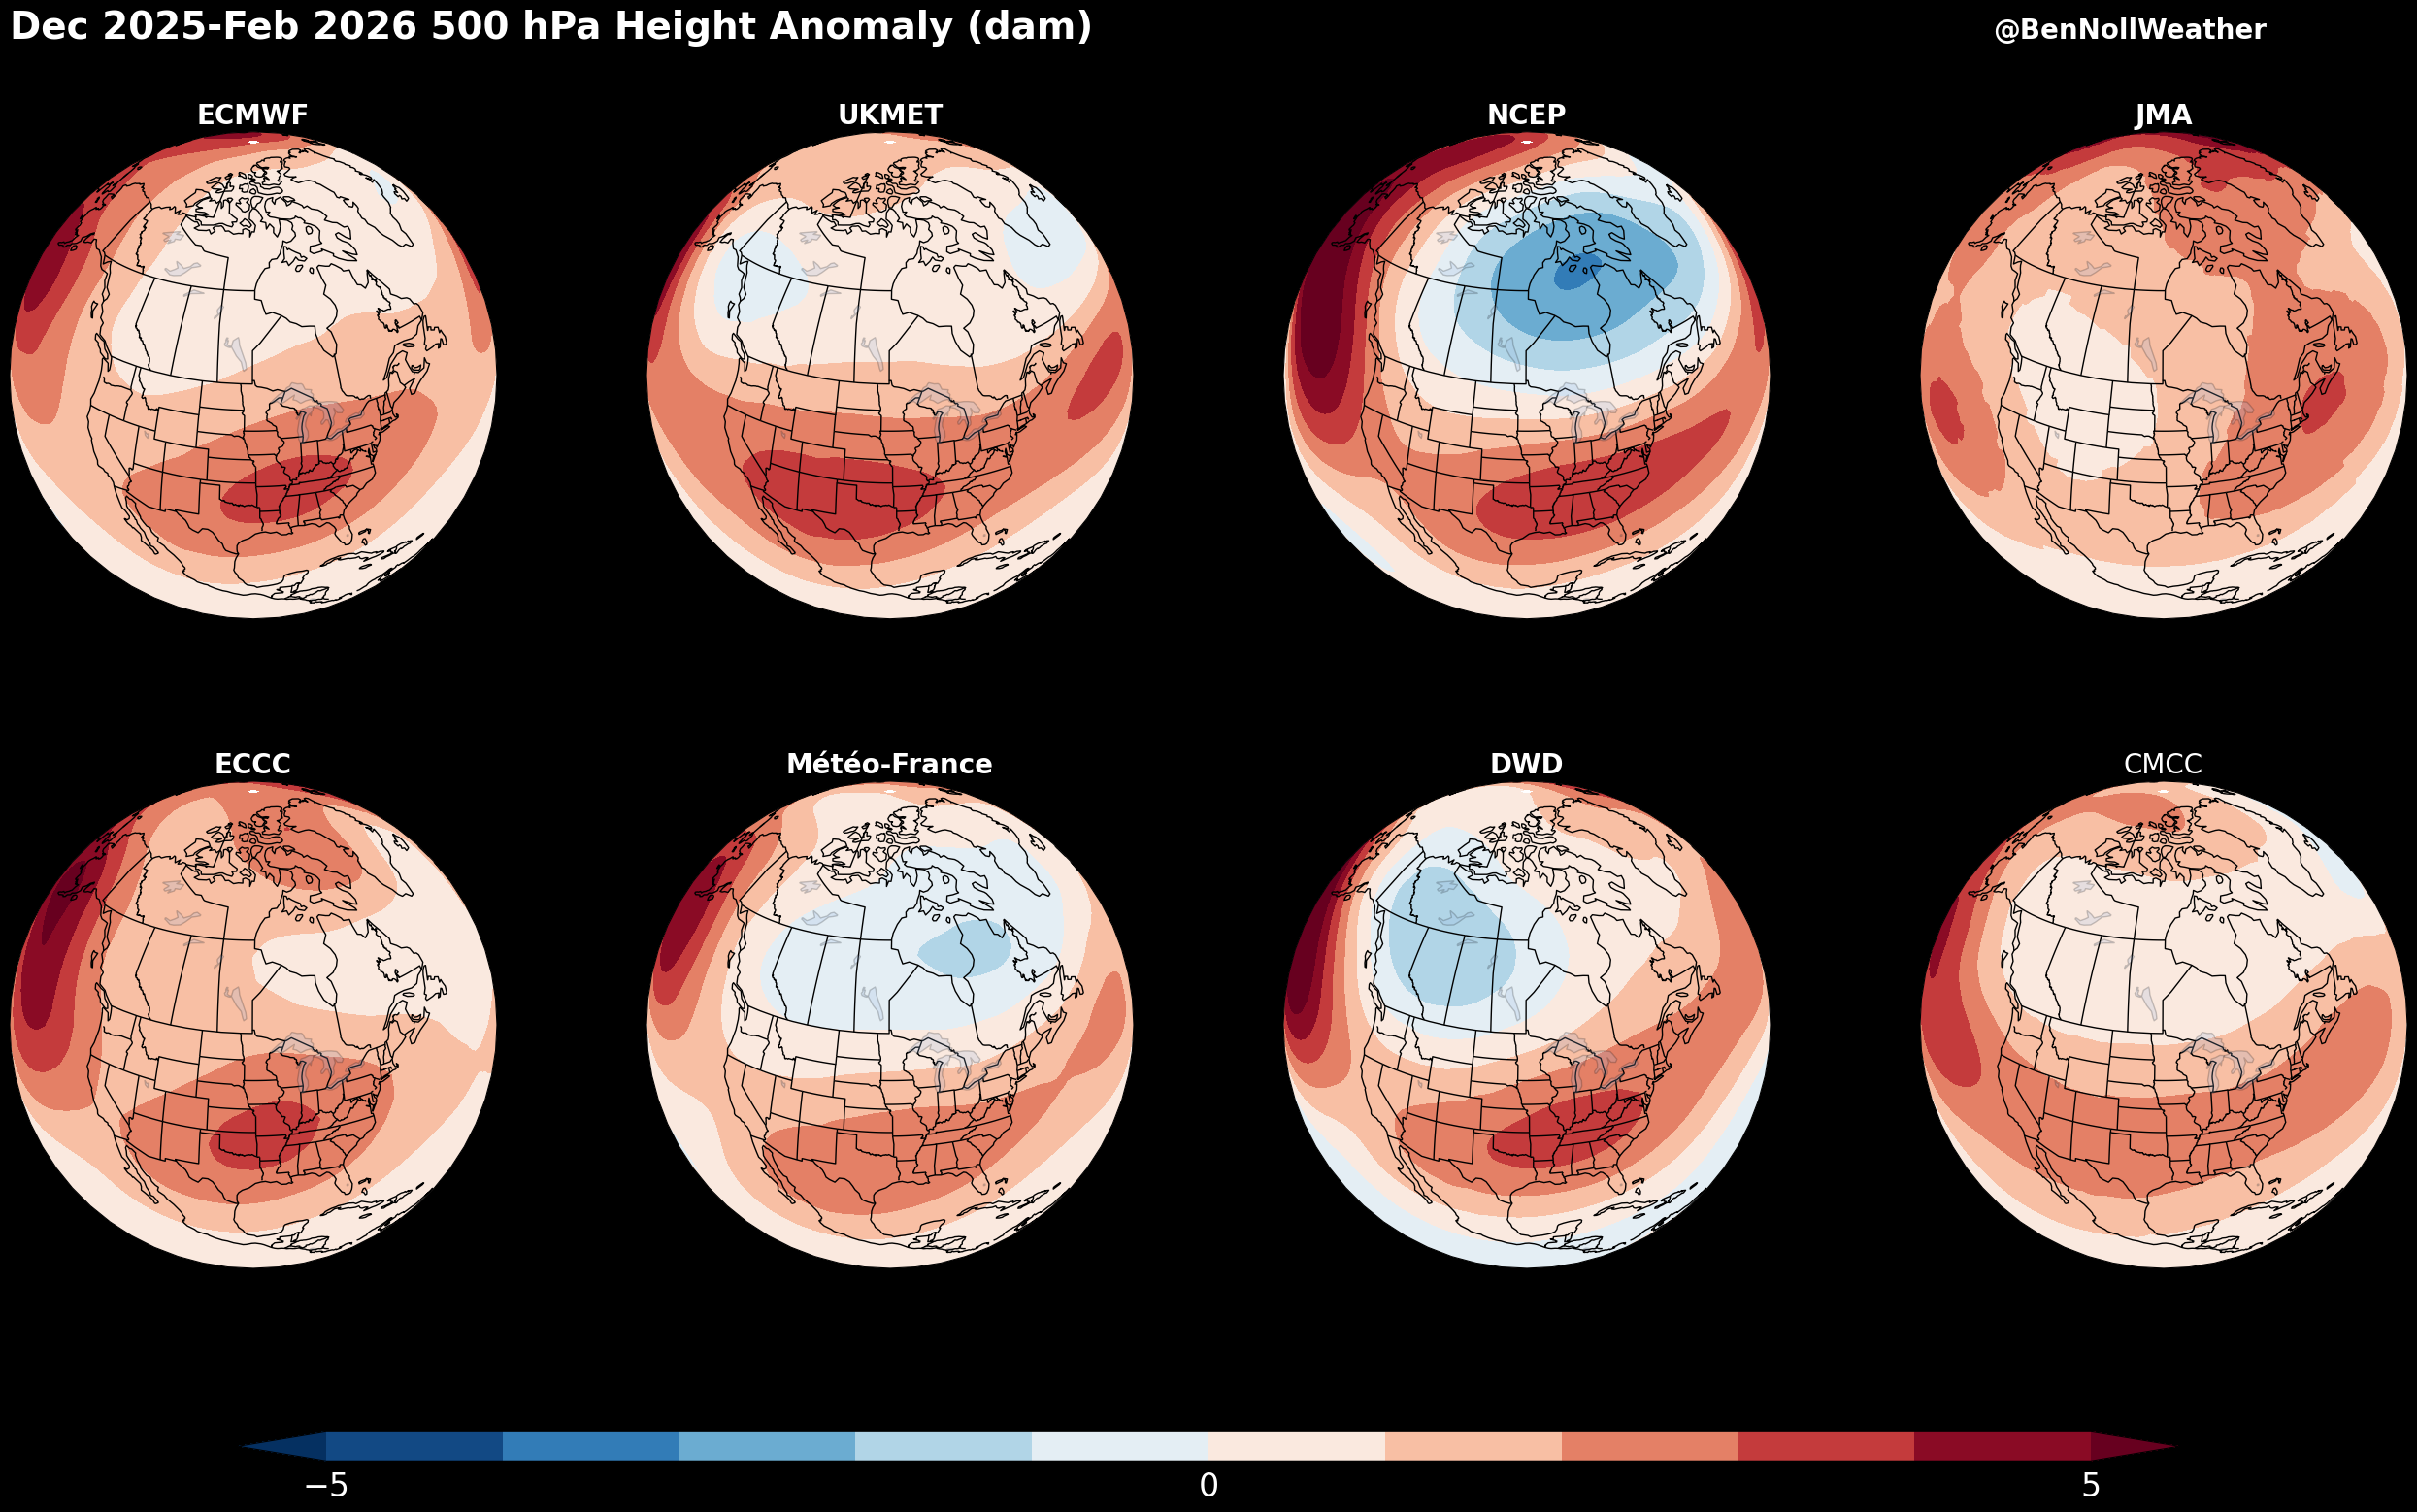 Dec 2025-Feb 2026 500 hPa Height Anomaly (dam)
@BenNollWeather
ECMWF
UKMET
NCEP
JMA
ECCC
Météo-France
DWD
CMCC
−5
0
5